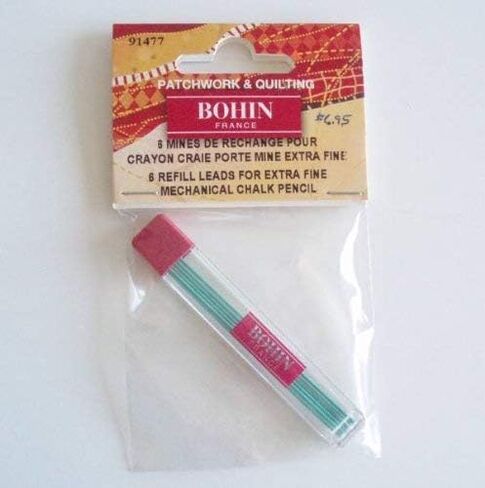 91477
PATCHWORK & QUILTING
BOHIN
FRANCE
$6.95
6 MINES DE RECHANGE POUR
CRAYON CRAIE PORTE MINE EXTRA FINE
6 REFILL LEADS FOR EXTRA FINE
MECHANICAL CHALK PENCIL
BOHIN
FRANCE